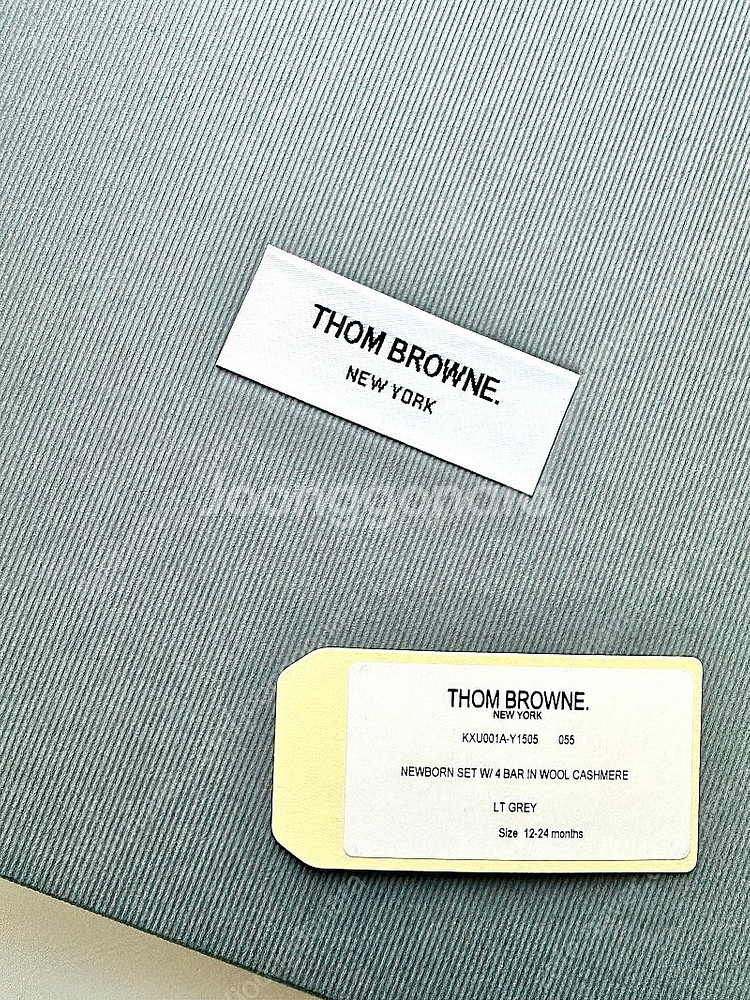 THOM BROWNE.
NEW YORK
Joonggonara
THOM BROWNE.
NEW YORK
KXU001A-Y1505 055
NEWBORN SET W/ 4 BAR IN WOOL CASHMERE
LT GREY
Size 12-24 months